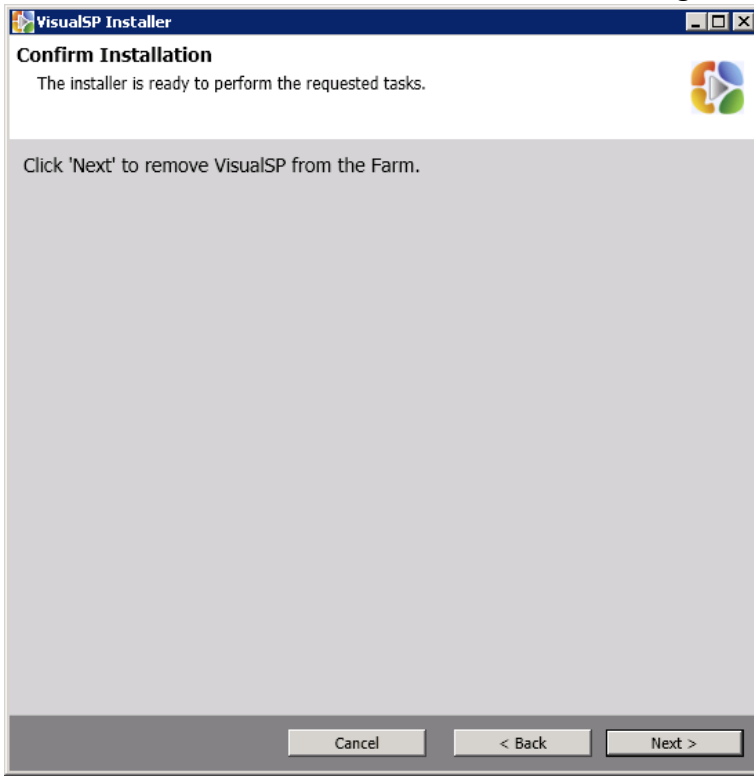 VisualSP Installer
Confirm Installation
The installer is ready to perform the requested tasks.
Click 'Next' to remove VisualSP from the Farm.
Cancel
< Back
Next >